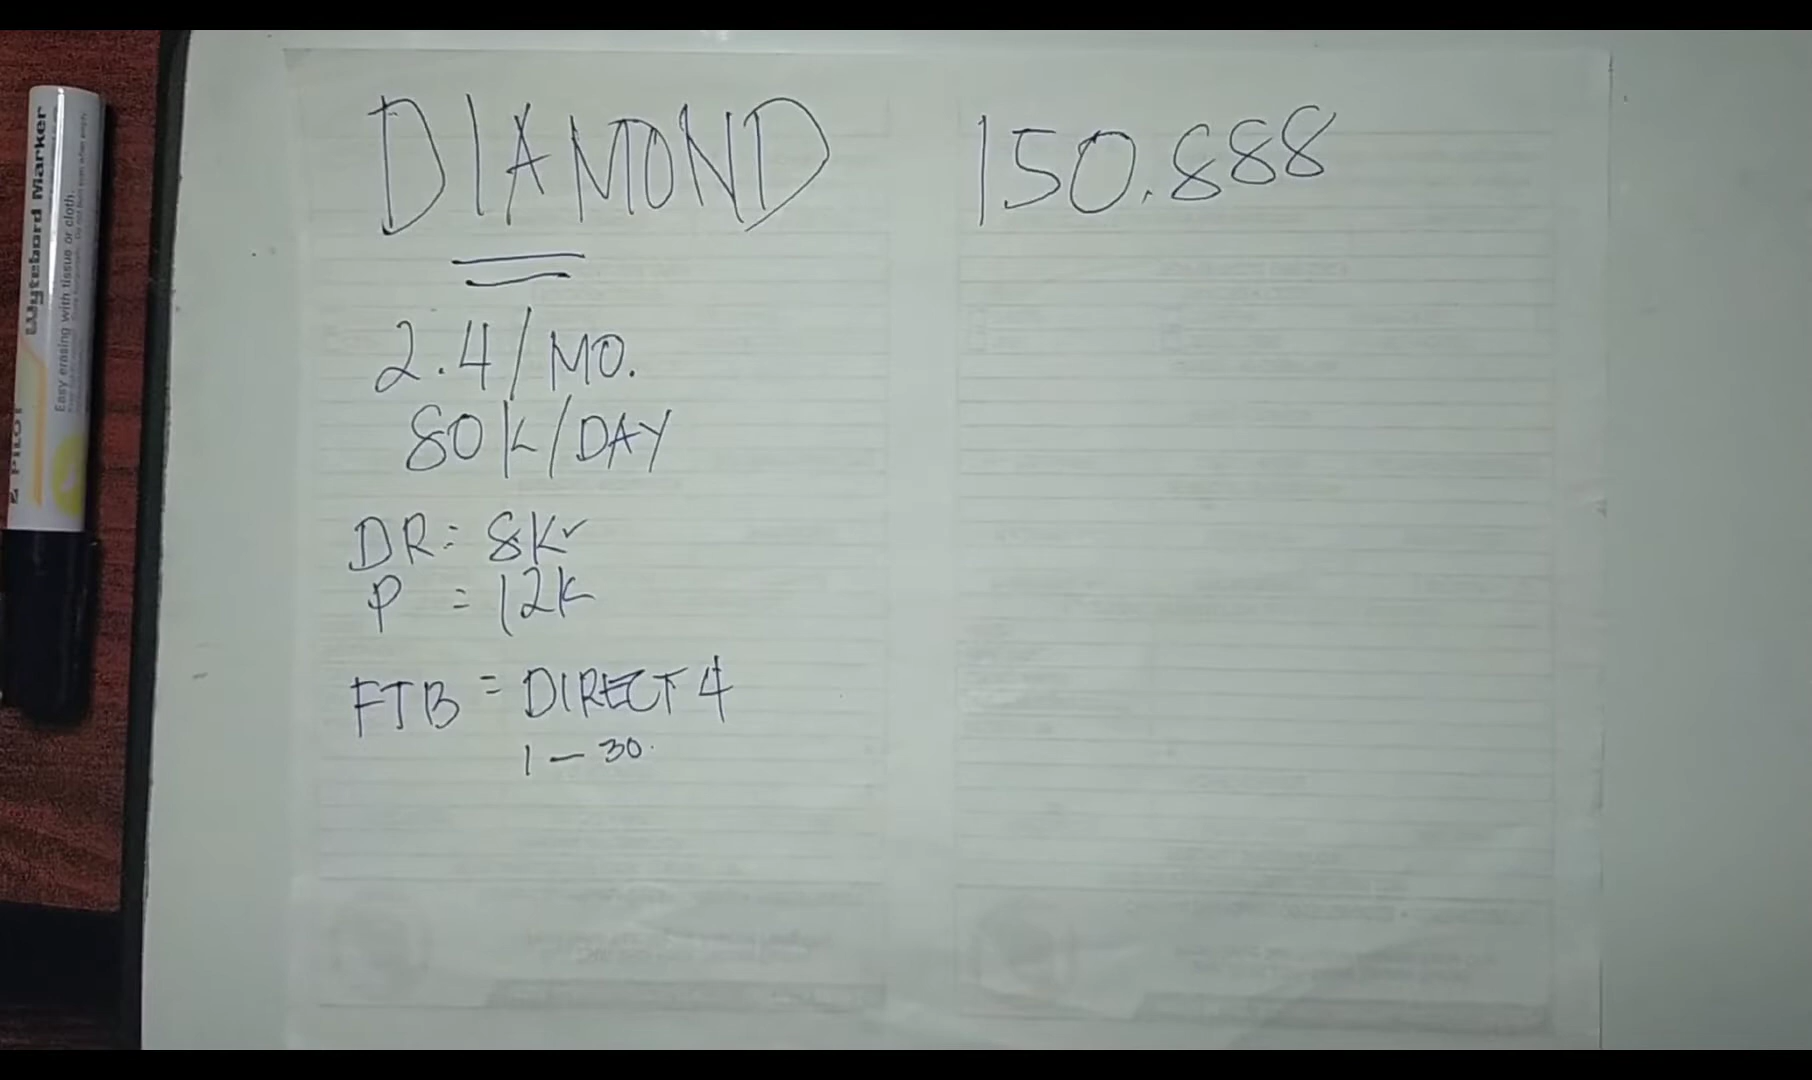 DIAMOND 150.888
2.4/MO.
80K/DAY
DR = 8K
P = 12K
FTB = DIRECT 4
1 — 30.
Wytebord Marker
Easy erasing with tissue or cloth.
PILOT